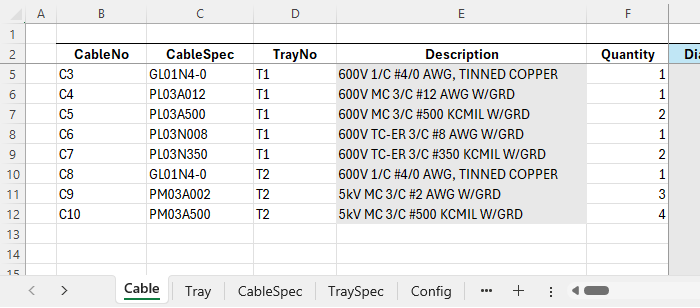 A B C D E F
1
2 CableNo CableSpec TrayNo Description Quantity
5 C3 GL01N4-0 T1 600V 1/C #4/0 AWG, TINNED COPPER 1
6 C4 PL03A012 T1 600V MC 3/C #12 AWG W/GRD 1
7 C5 PL03A500 T1 600V MC 3/C #500 KCMIL W/GRD 2
8 C6 PL03N008 T1 600V TC-ER 3/C #8 AWG W/GRD 1
9 C7 PL03N350 T1 600V TC-ER 3/C #350 KCMIL W/GRD 2
10 C8 GL01N4-0 T2 600V 1/C #4/0 AWG, TINNED COPPER 1
11 C9 PM03A002 T2 5kV MC 3/C #2 AWG W/GRD 3
12 C10 PM03A500 T2 5kV MC 3/C #500 KCMIL W/GRD 4
13
14
15
Cable Tray CableSpec TraySpec Config